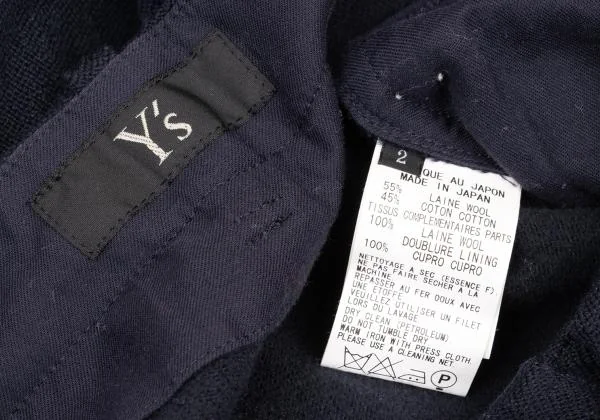 Y's
2
QUE AU JAPON
MADE IN JAPAN
55% LAINE WOOL
45% COTON COTTON
TISSUS COMPLEMENTAIRES PARTS
100% LAINE WOOL
DOUBLURE LINING
100% CUPRO CUPRO
NETTOYAGE A SEC (ESSENCE F)
NE PAS FAIRE SECHER A LA
MACHINE
REPASSER AU FER DOUX AVEC
UNE ETOFFE
VEUILLEZ UTILISER UN FILET
LORS DU LAVAGE
DRY CLEAN (PETROLEUM)
DO NOT TUMBLE DRY
WARM IRON WITH PRESS CLOTH.
PLEASE USE A CLEANING NET.
P